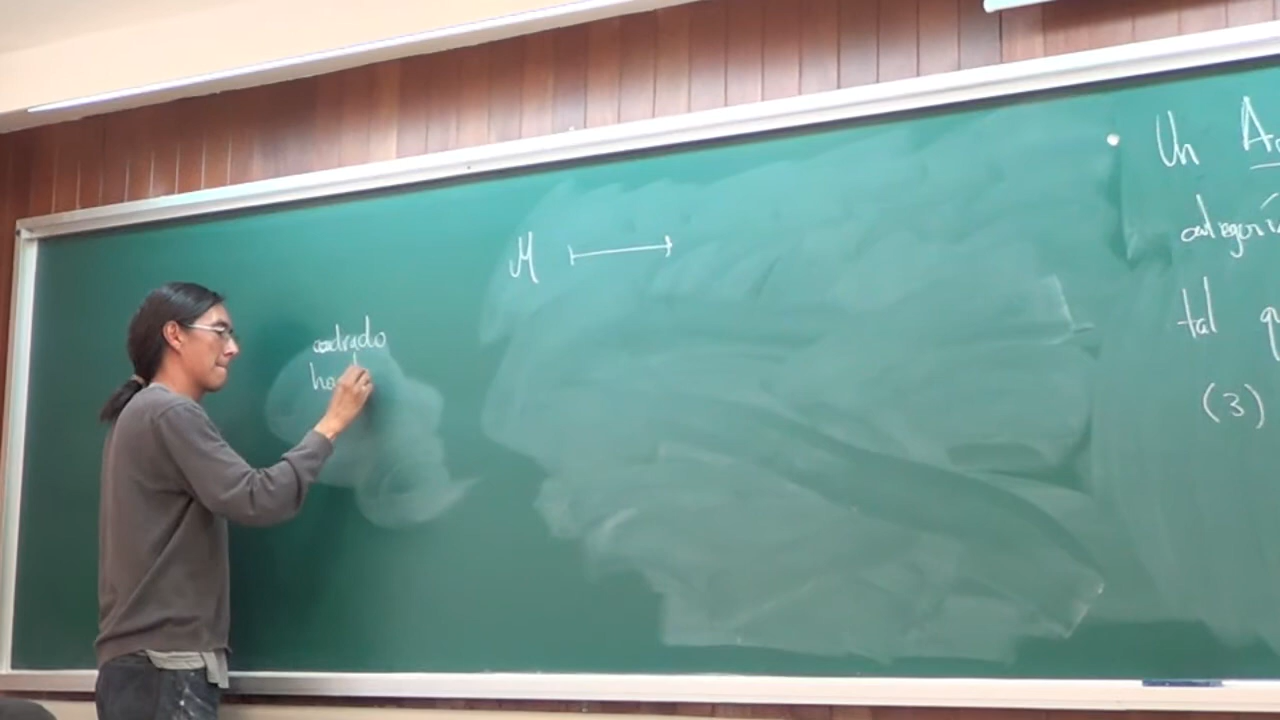 cuadrado
ho
M ⟼
• Un A
categorí
tal q
(3)